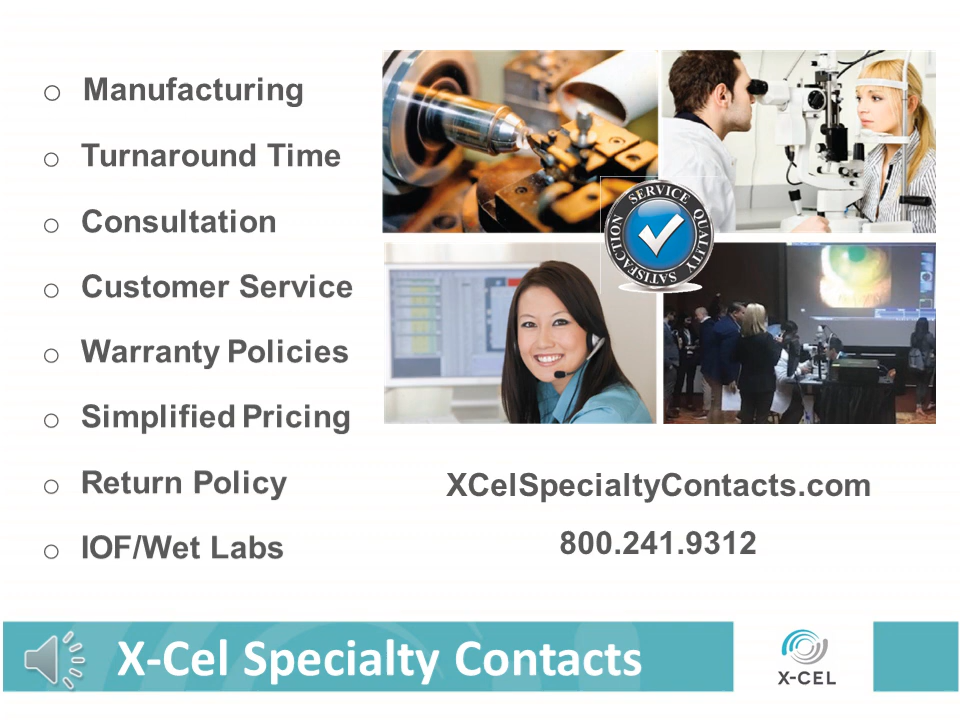 o Manufacturing
o Turnaround Time
o Consultation
o Customer Service
o Warranty Policies
o Simplified Pricing
o Return Policy
o IOF/Wet Labs
SERVICE QUALITY SATISFACTION
XCelSpecialtyContacts.com
800.241.9312
X-Cel Specialty Contacts
X-CEL